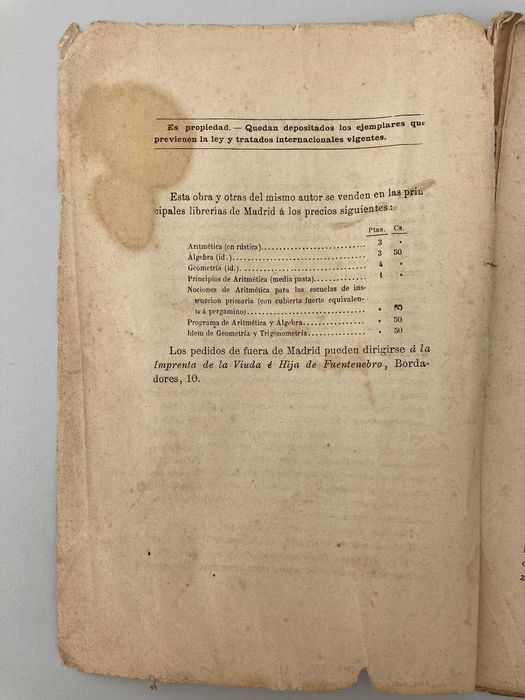 Es propiedad. — Quedan depositados los ejemplares que
previenen la ley y tratados internacionales vigentes.
Esta obra y otras del mismo autor se venden en las prin
cipales librerias de Madrid á los precios siguientes:
Ptas. Cs.
Aritmética (en rústica)........................ 3 »
Álgebra (id.)........................ 3 50
Geometría (id.)........................ 4 »
Principios de Aritmética (media pasta)............ 1 »
Nociones de Aritmética para las escuelas de ins-
truccion primaria (con cubierta fuerte equivalen-
te á pergamino)........................ » 50
Programa de Aritmética y Álgebra................ » 50
Idem de Geometría y Trigonometría............... » 50
Los pedidos de fuera de Madrid pueden dirigirse á la
Imprenta de la Viuda é Hija de Fuentenebro, Borda-
dores, 10.